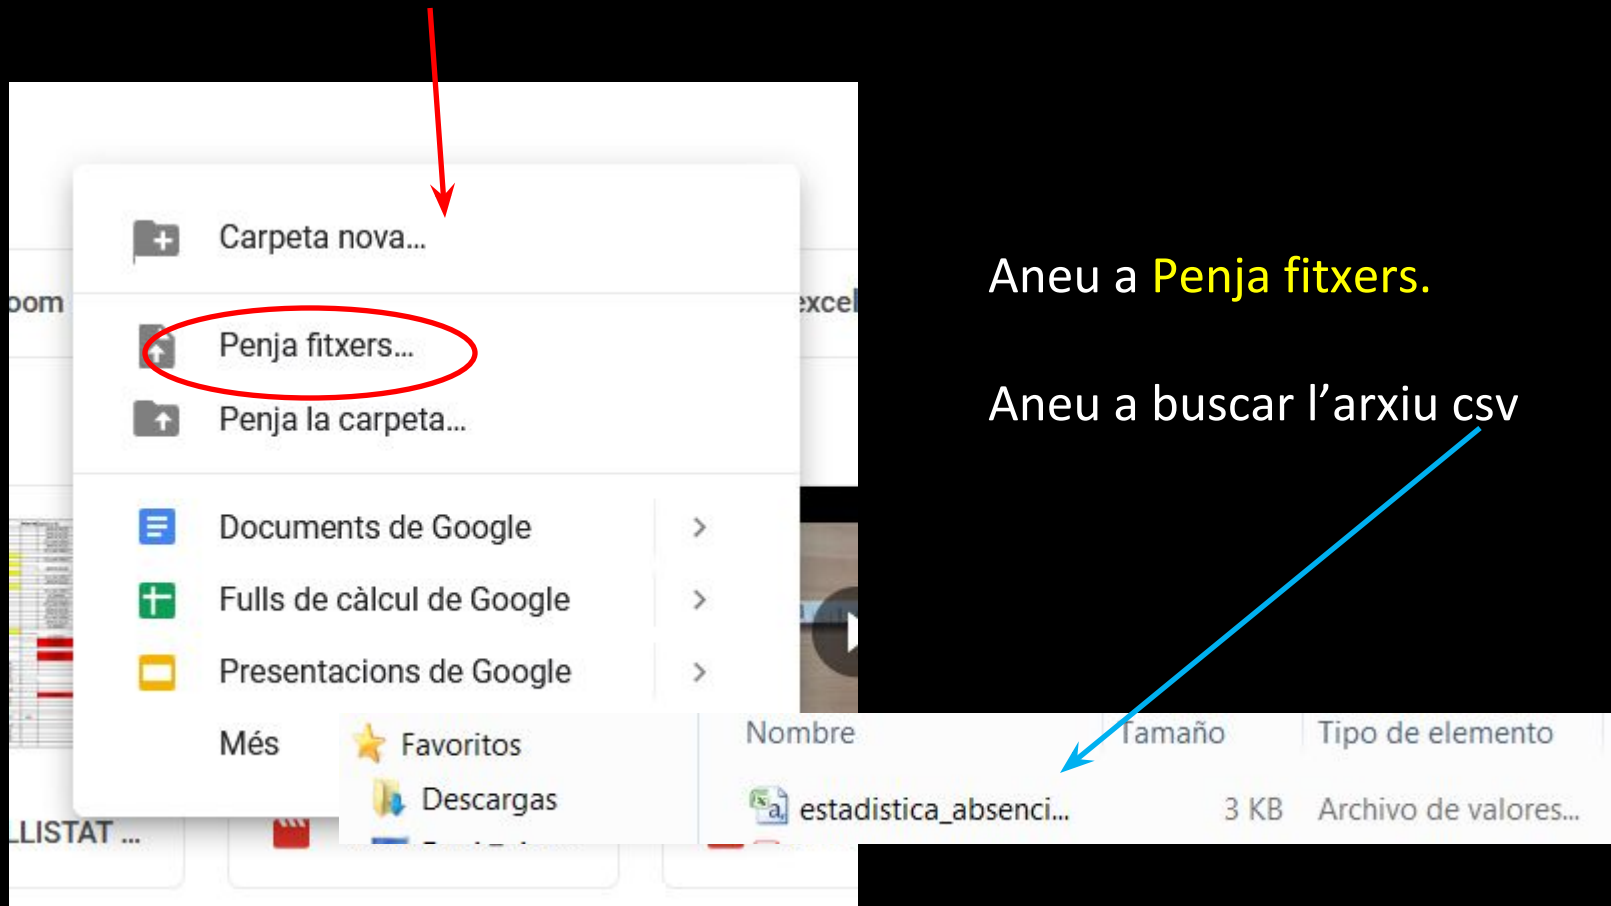 Carpeta nova...
oom
excel
Penja fitxers...
Penja la carpeta...
Documents de Google
Fulls de càlcul de Google
Presentacions de Google
Més
LLISTAT ...
Aneu a Penja fitxers.
Aneu a buscar l’arxiu csv
Favoritos
Descargas
Nombre Tamaño Tipo de elemento
estadistica_absenci... 3 KB Archivo de valores...